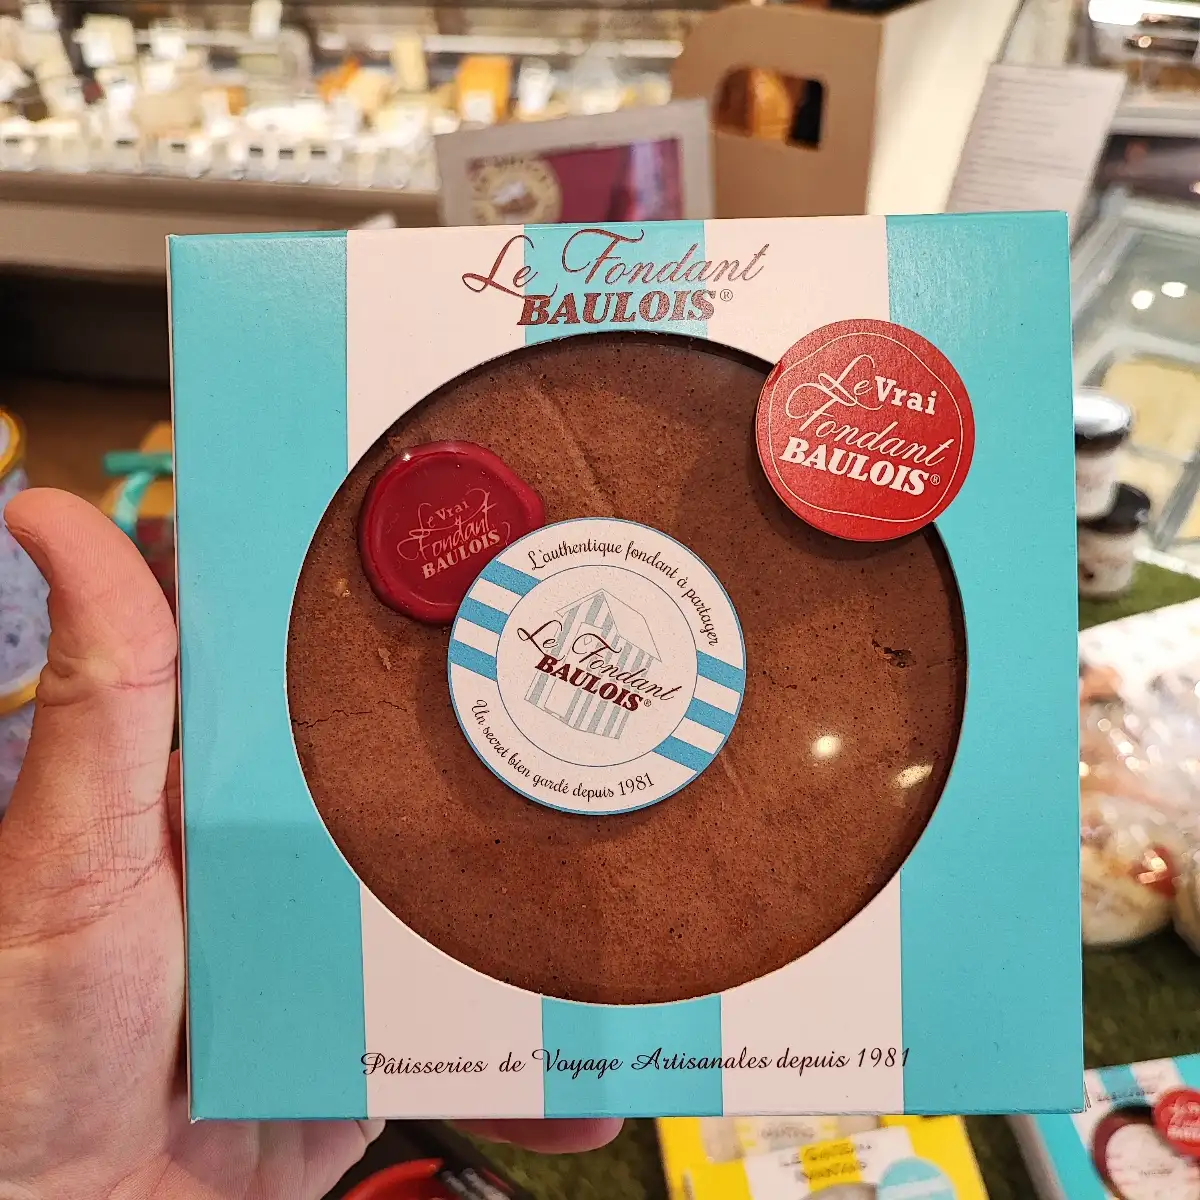 Le Fondant
BAULOIS®
Le Vrai
Fondant
BAULOIS®
Le Vrai
Fondant
BAULOIS
L'authentique fondant à partager
Le Fondant
BAULOIS®
Un secret bien gardé depuis 1981
Pâtisseries de Voyage Artisanales depuis 1981